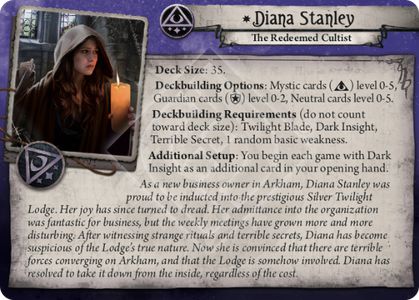 Diana Stanley
The Redeemed Cultist
Deck Size: 35.
Deckbuilding Options: Mystic cards () level 0-5,
Guardian cards () level 0-2, Neutral cards level 0-5.
Deckbuilding Requirements (do not count
toward deck size): Twilight Blade, Dark Insight,
Terrible Secret, 1 random basic weakness.
Additional Setup: You begin each game with Dark
Insight as an additional card in your opening hand.
As a new business owner in Arkham, Diana Stanley was
proud to be inducted into the prestigious Silver Twilight
Lodge. Her joy has since turned to dread. Her admittance into the organization
was fantastic for business, but the weekly meetings have grown more and more
disturbing. After witnessing strange rituals and terrible secrets, Diana has become
suspicious of the Lodge's true nature. Now she is convinced that there are terrible
forces converging on Arkham, and that the Lodge is somehow involved. Diana has
resolved to take it down from the inside, regardless of the cost.